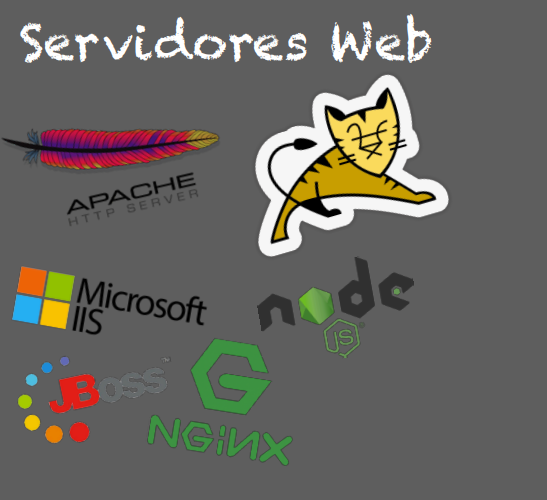 Servidores Web
APACHE
HTTP SERVER
Microsoft
IIS
node
JS
JBoss
NGiNX